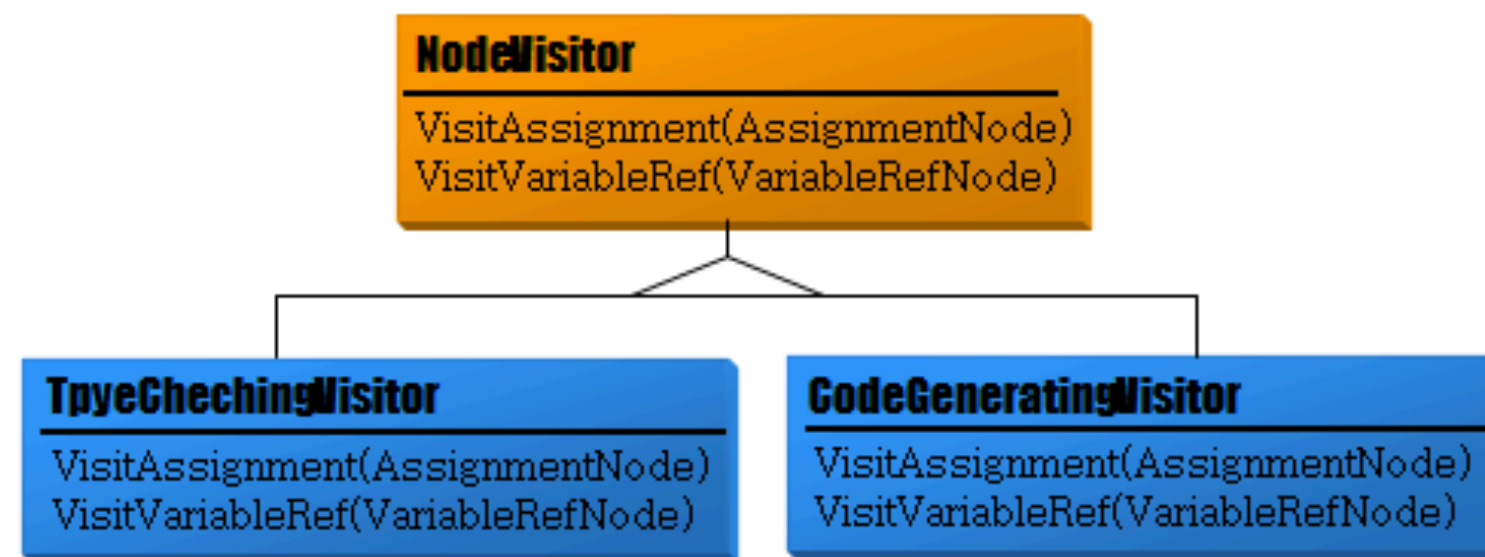 NodeVisitor
VisitAssignment(AssignmentNode)
VisitVariableRef(VariableRefNode)
TpyeChechingVisitor
VisitAssignment(AssignmentNode)
VisitVariableRef(VariableRefNode)
CodeGeneratingVisitor
VisitAssignment(AssignmentNode)
VisitVariableRef(VariableRefNode)